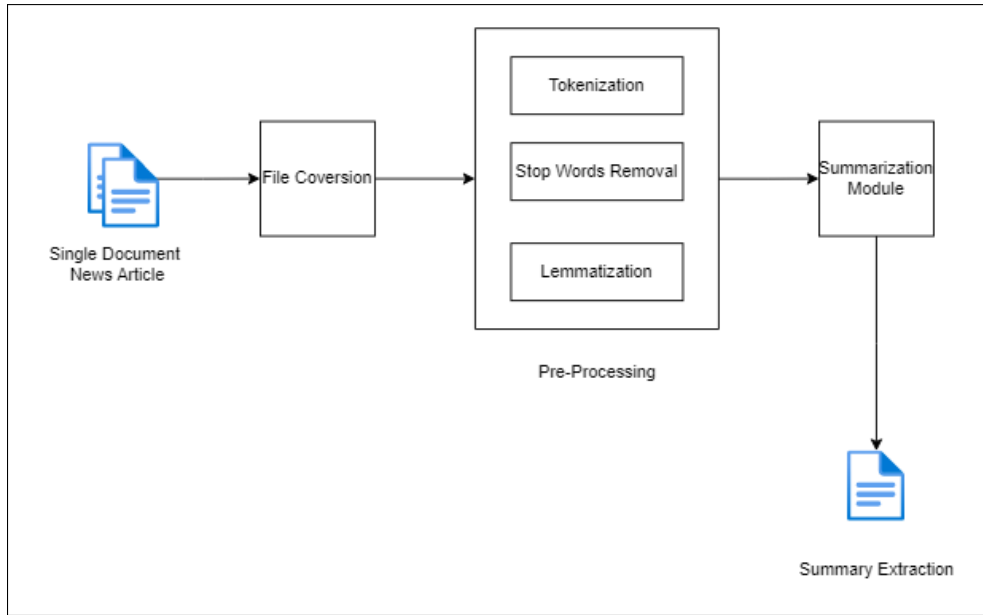 Single Document
News Article
File Coversion
Tokenization
Stop Words Removal
Lemmatization
Pre-Processing
Summarization
Module
Summary Extraction